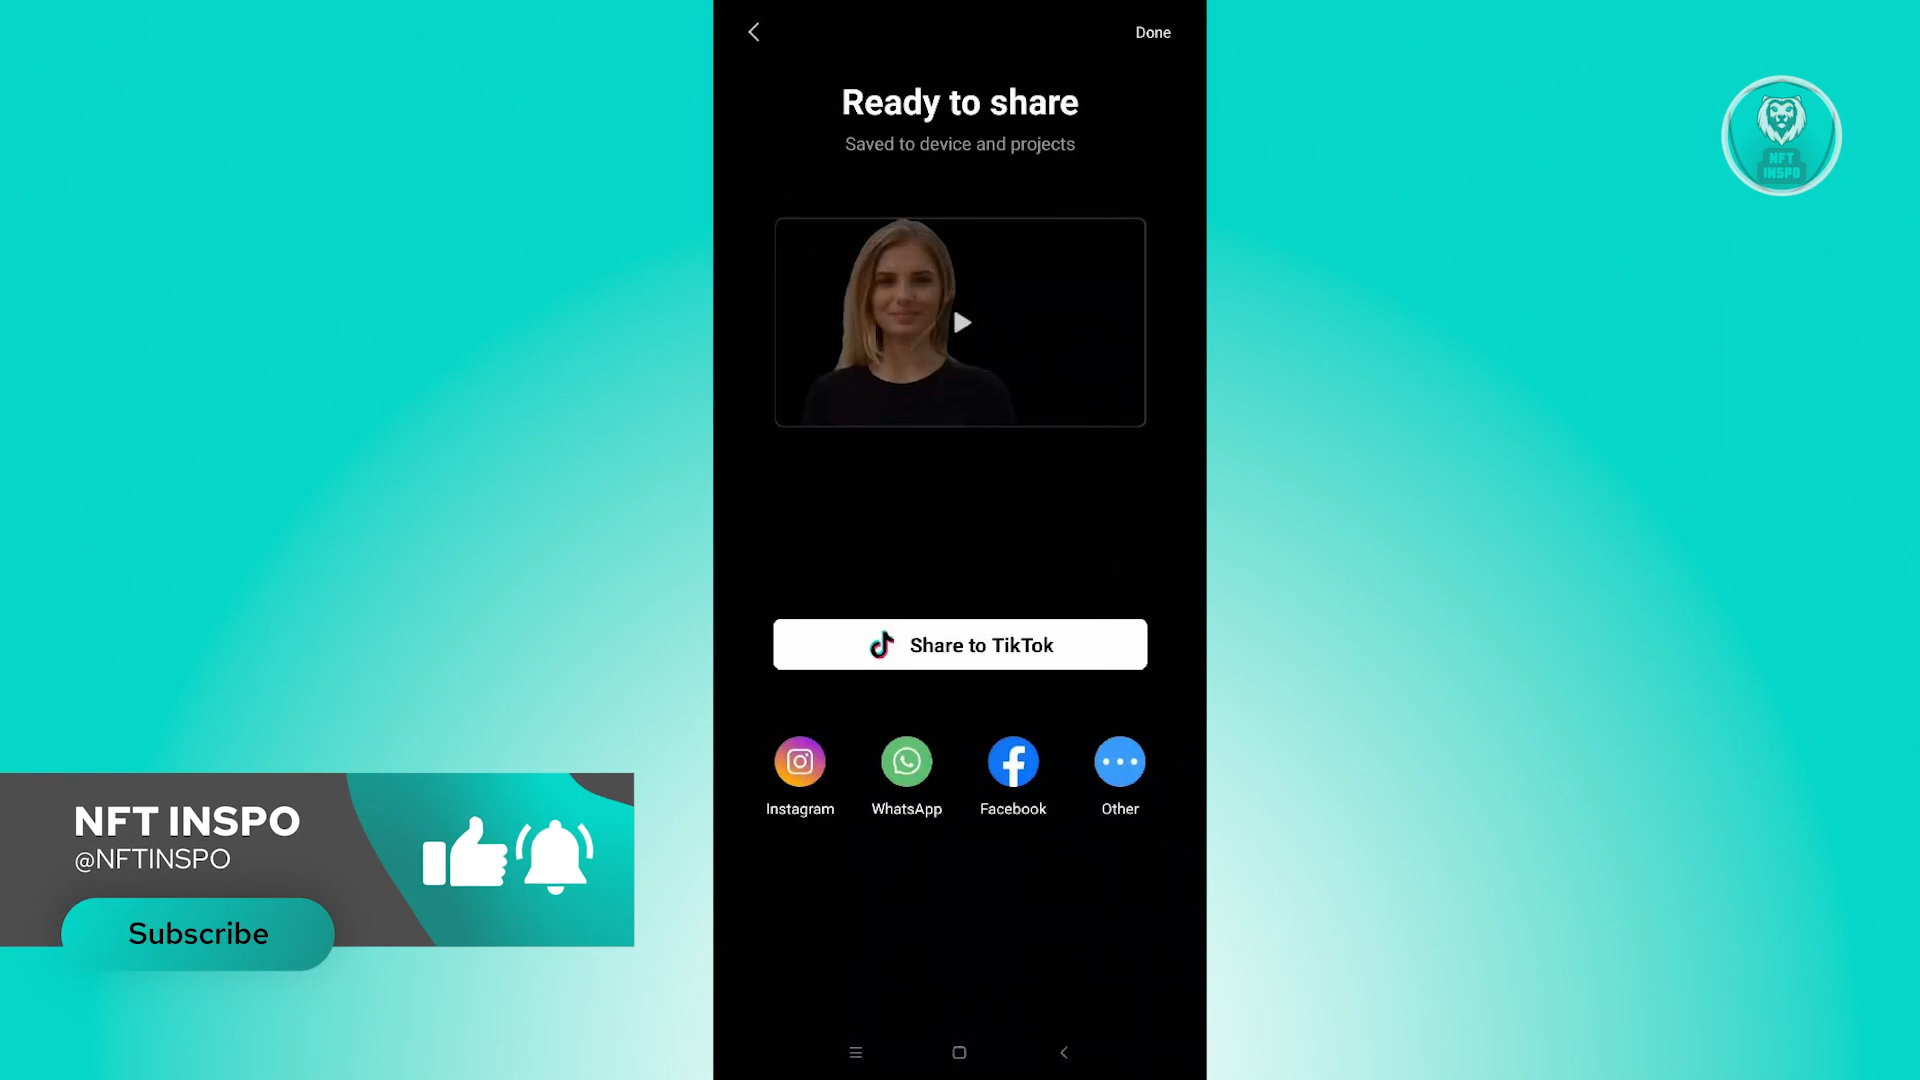 Done
Ready to share
Saved to device and projects
NFT
INSPO
Share to TikTok
Instagram
WhatsApp
Facebook
Other
NFT INSPO
@NFTINSPO
Subscribe